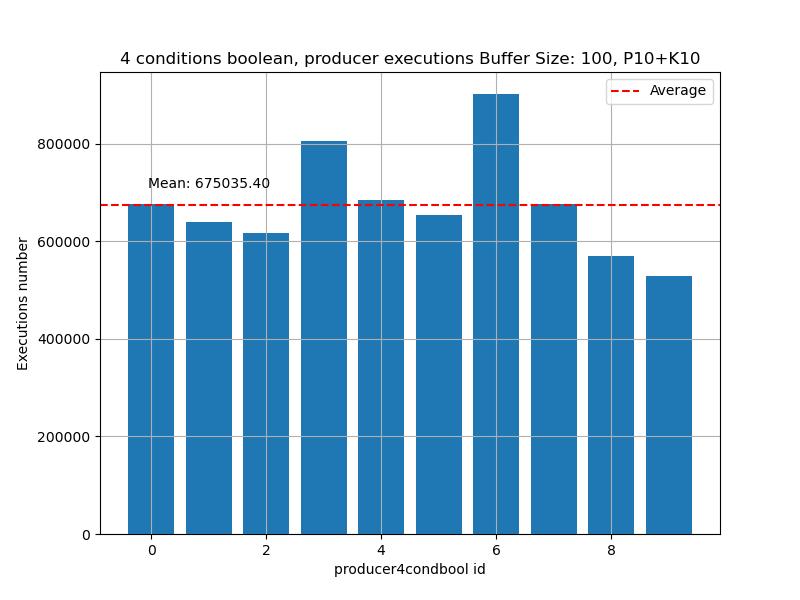 4 conditions boolean, producer executions Buffer Size: 100, P10+K10
Average
Mean: 675035.40
800000
600000
400000
200000
0
Executions number
0 2 4 6 8
producer4condbool id